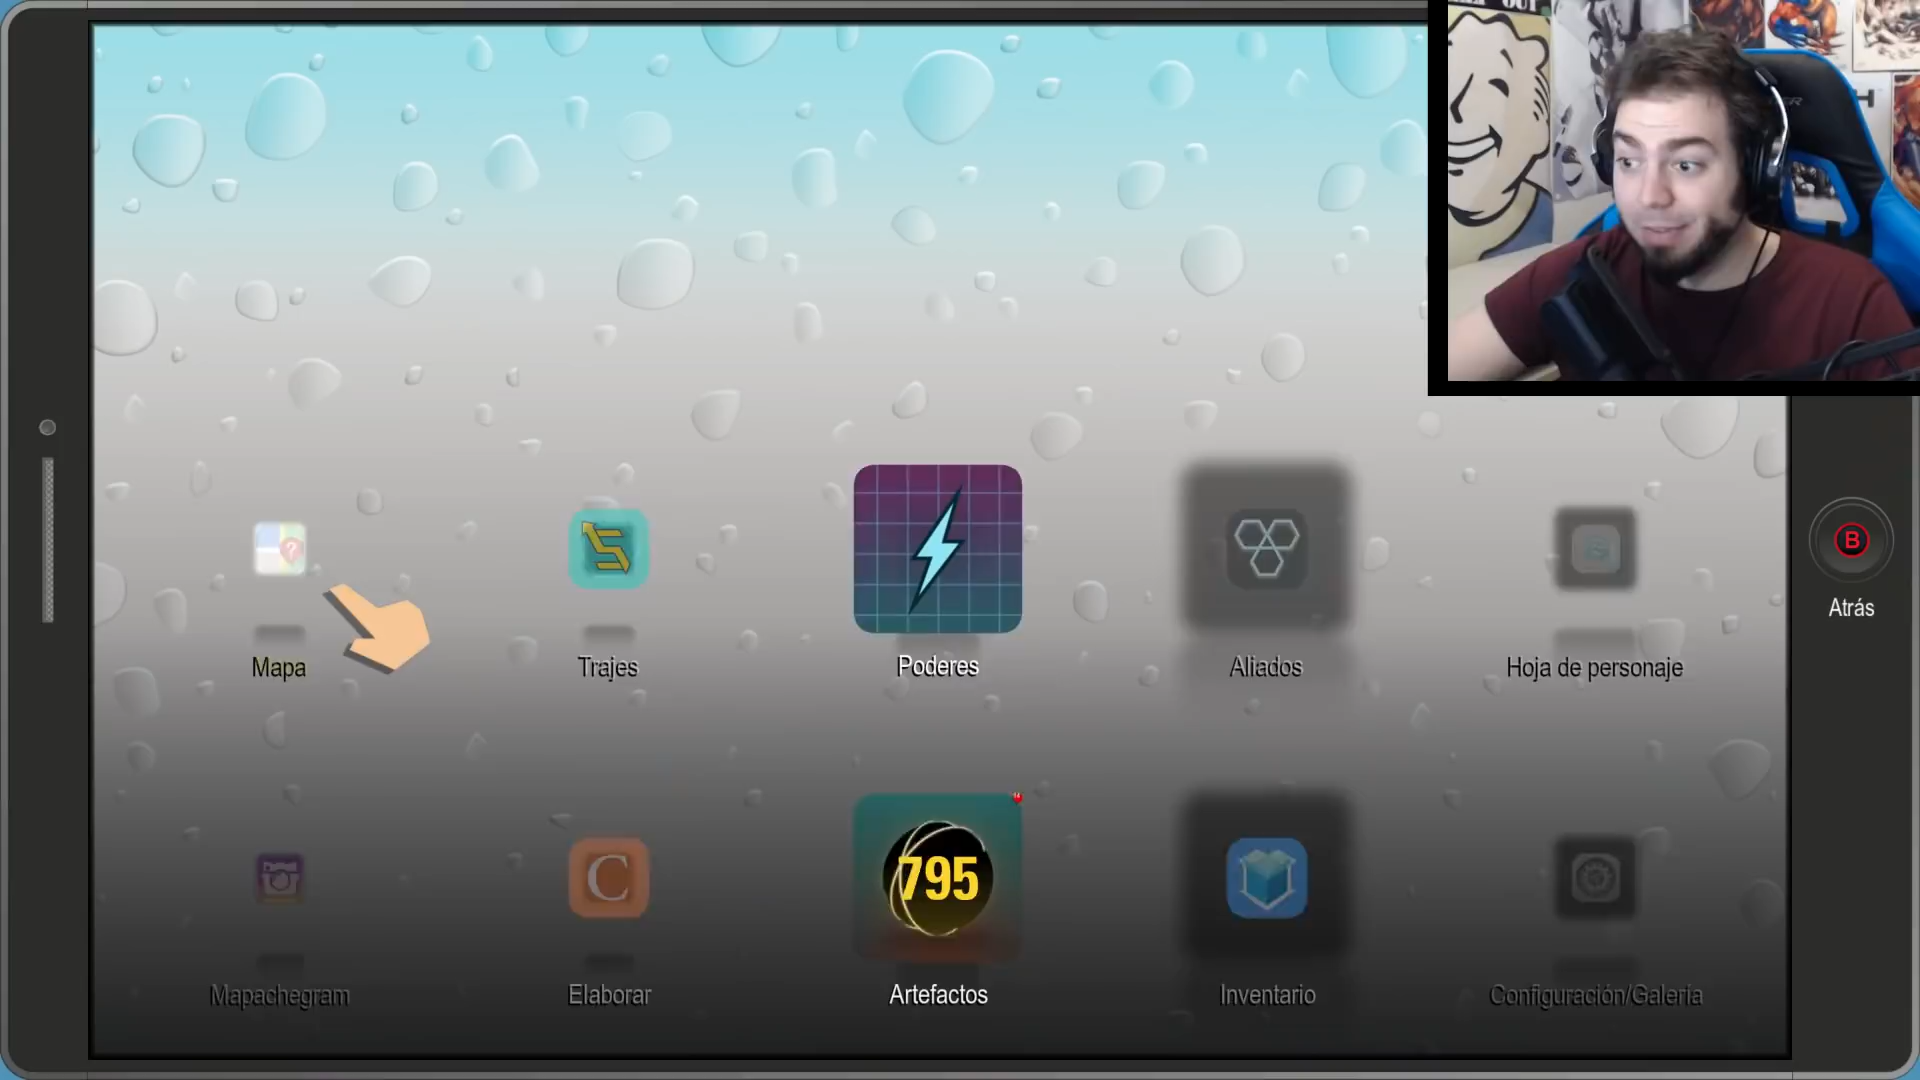 B
Atrás
Mapa
Trajes
Poderes
Aliados
Hoja de personaje
C
795
Mapachegram
Elaborar
Artefactos
Inventario
Configuración/Galería